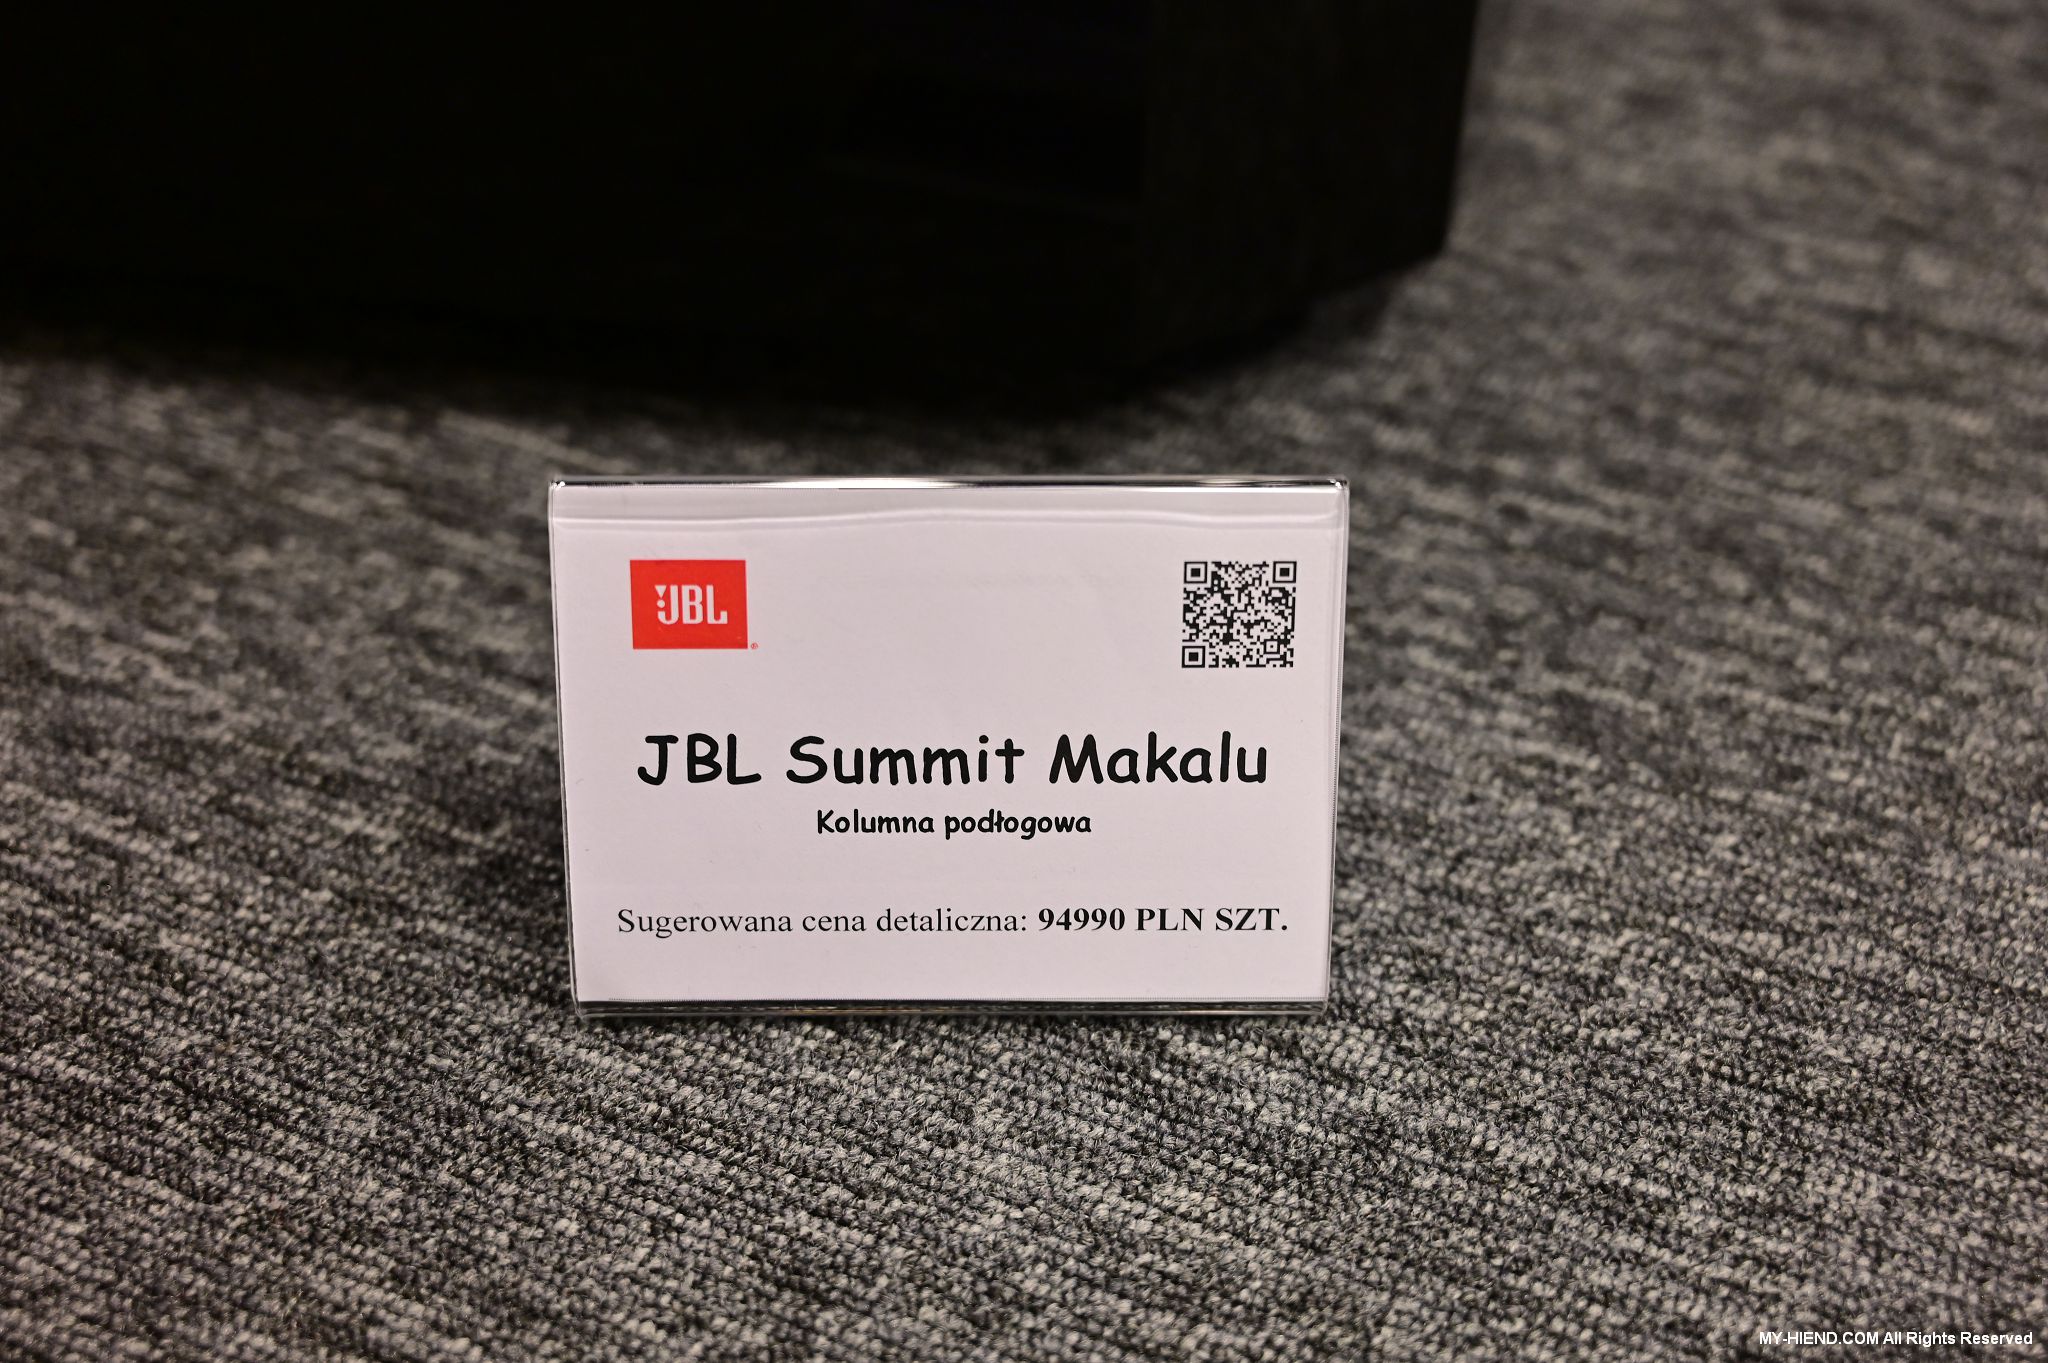 JBL
JBL Summit Makalu
Kolumna podłogowa
Sugerowana cena detaliczna: 94990 PLN SZT.
MY-HIEND.COM All Rights Reserved